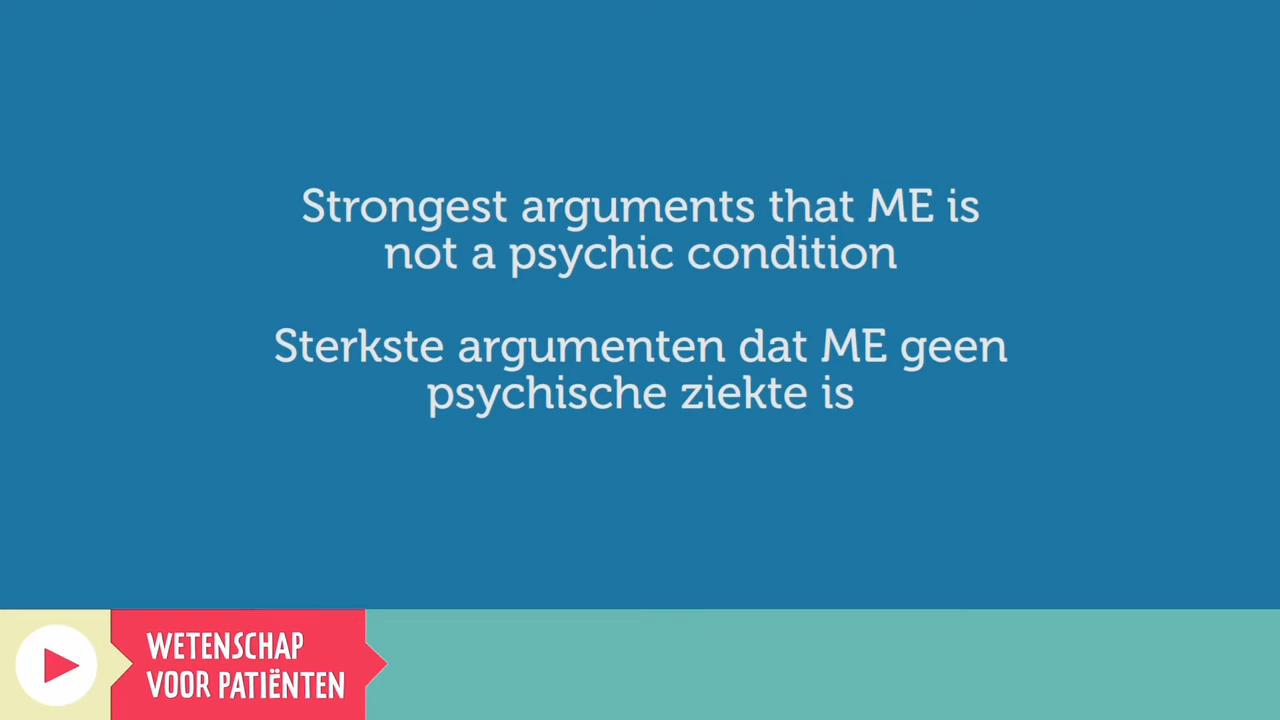 Strongest arguments that ME is
not a psychic condition
Sterkste argumenten dat ME geen
psychische ziekte is
WETENSCHAP
VOOR PATIËNTEN